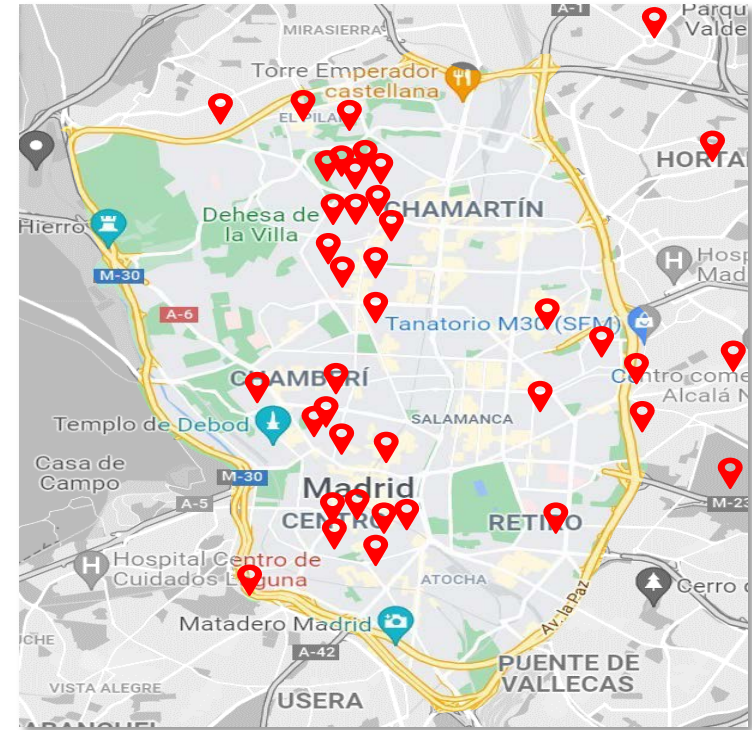 A-1
Parqu
Valde
MIRASIERRA
Torre Emperador
castellana
EL PILA
HORTA
CHAMARTÍN
Dehesa de
la Villa
Hierro
Hosp
Mad
M-30
A-6
Tanatorio M30 (SFM)
CHAMBERÍ
Centro come
Alcalá N
SALAMANCA
Templo de Debod
Casa de
Campo
M-30
Madrid
A-5
M-23
CENTRO
RETIRO
Hospital Centro de
Cuidados Laguna
ATOCHA
Cerro d
Av. la Paz
Matadero Madrid
CHE
A-42
PUENTE DE
VALLECAS
VISTA ALEGRE
USERA